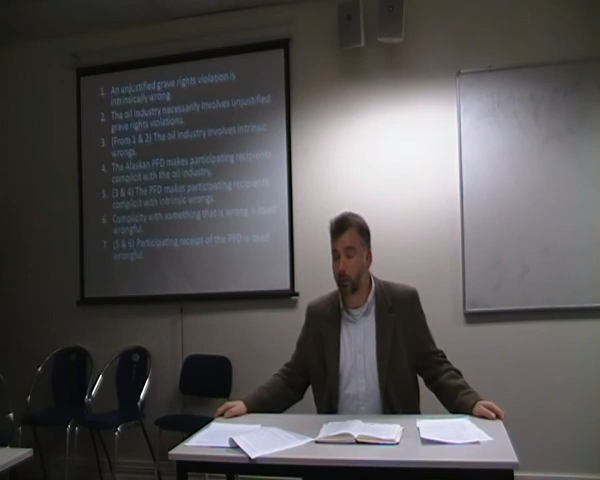 1. An unjustified grave rights violation is
intrinsically wrong.
2. The oil industry necessarily involves unjustified
grave rights violations.
3. (From 1 & 2) The oil industry involves intrinsic
wrongs.
4. The Alaskan PFD makes participating recipients
complicit with the oil industry.
5. (3 & 4) The PFD makes participating recipients
complicit with intrinsic wrongs.
6. Complicity with something that is wrong is itself
wrongful.
7. (5 & 6) Participating receipt of the PFD is itself
wrongful.